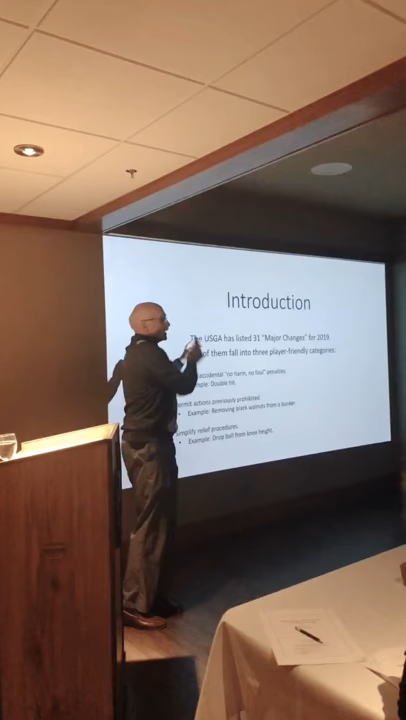 Introduction
The USGA has listed 31 "Major Changes" for 2019.
of them fall into three player-friendly categories:
accidental "no harm, no foul" penalties.
Double hit.
actions previously prohibited.
• Example: Removing black walnuts from a bunker.
relief procedures.
• Example: Drop ball from knee height.